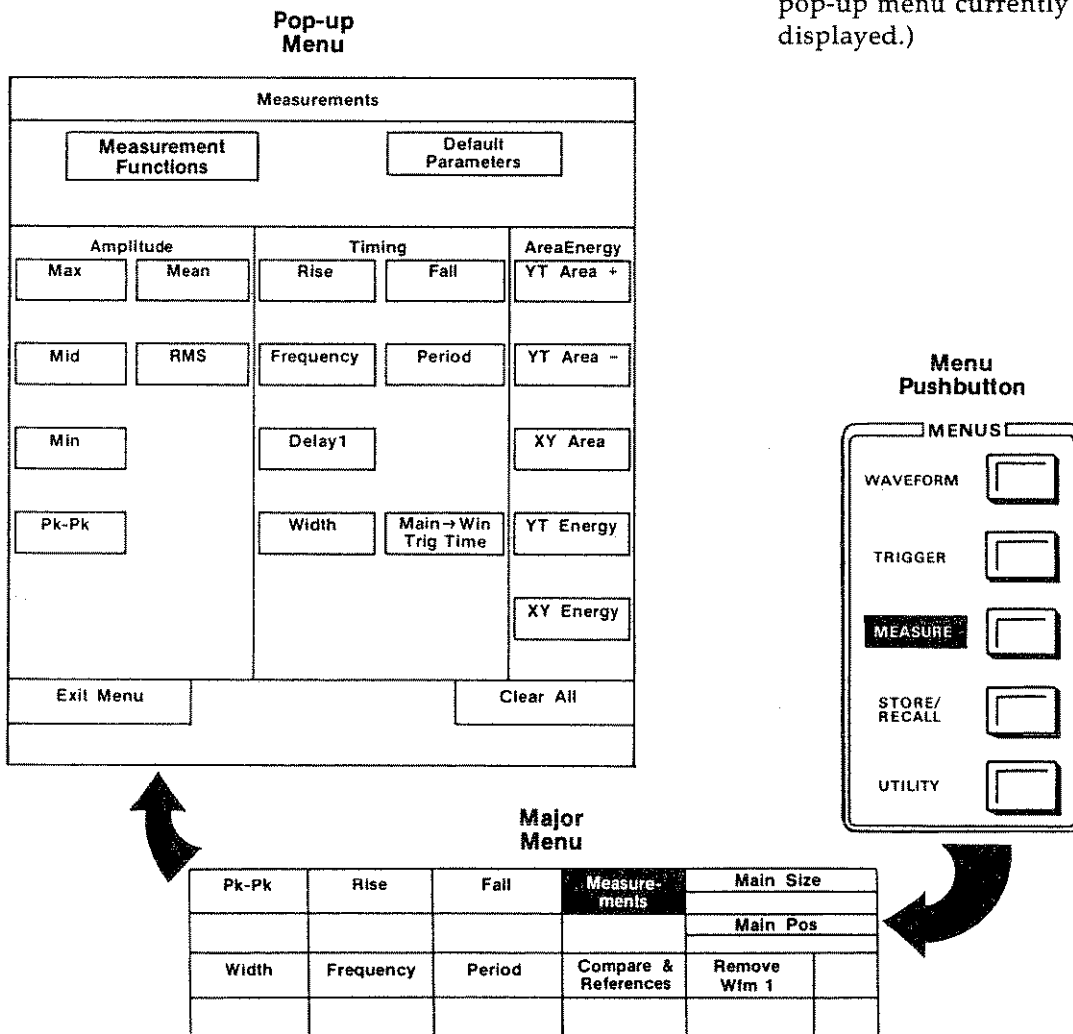 pop-up menu currently
displayed.)
Pop-up
Menu
Measurements
Measurement
Functions
Default
Parameters
Amplitude
Timing
AreaEnergy
Max
Mean
Rise
Fall
YT Area +
Mid
RMS
Frequency
Period
YT Area -
Min
Delay1
XY Area
Pk-Pk
Width
Main→Win
Trig Time
YT Energy
XY Energy
Exit Menu
Clear All
Menu
Pushbutton
MENUS
WAVEFORM
TRIGGER
MEASURE
STORE/
RECALL
UTILITY
Major
Menu
Pk-Pk
Rise
Fall
Measure-
ments
Main Size
Main Pos
Width
Frequency
Period
Compare &
References
Remove
Wfm 1